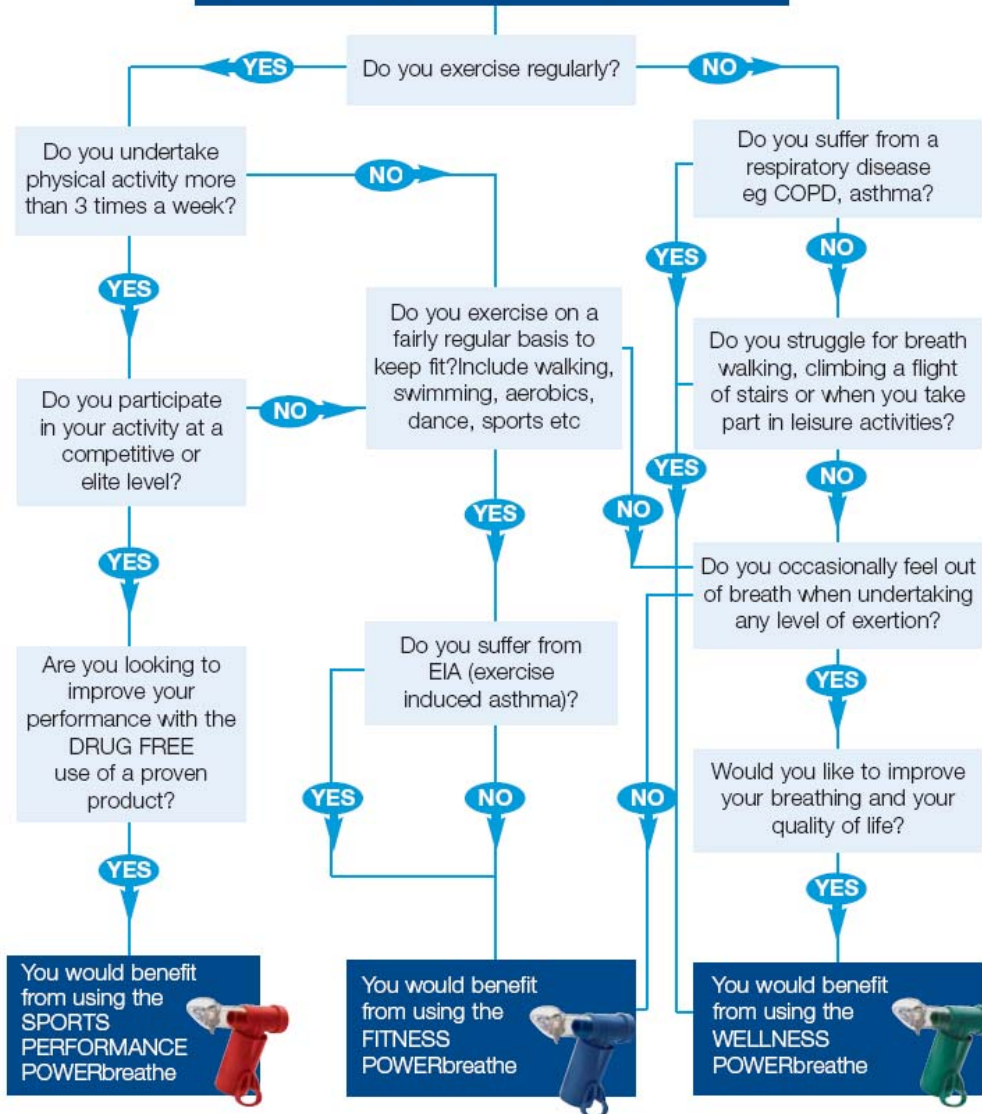 Do you exercise regularly?
YES
NO
Do you undertake
physical activity more
than 3 times a week?
NO
Do you suffer from a
respiratory disease
eg COPD, asthma?
YES
YES
NO
Do you exercise on a
fairly regular basis to
keep fit?Include walking,
swimming, aerobics,
dance, sports etc
Do you struggle for breath
walking, climbing a flight
of stairs or when you take
part in leisure activities?
Do you participate
in your activity at a
competitive or
elite level?
NO
YES
NO
YES
NO
YES
Do you occasionally feel out
of breath when undertaking
any level of exertion?
Do you suffer from
EIA (exercise
induced asthma)?
Are you looking to
improve your
performance with the
DRUG FREE
use of a proven
product?
YES
Would you like to improve
your breathing and your
quality of life?
YES
NO
NO
YES
YES
You would benefit
from using the
SPORTS
PERFORMANCE
POWERbreathe
You would benefit
from using the
FITNESS
POWERbreathe
You would benefit
from using the
WELLNESS
POWERbreathe